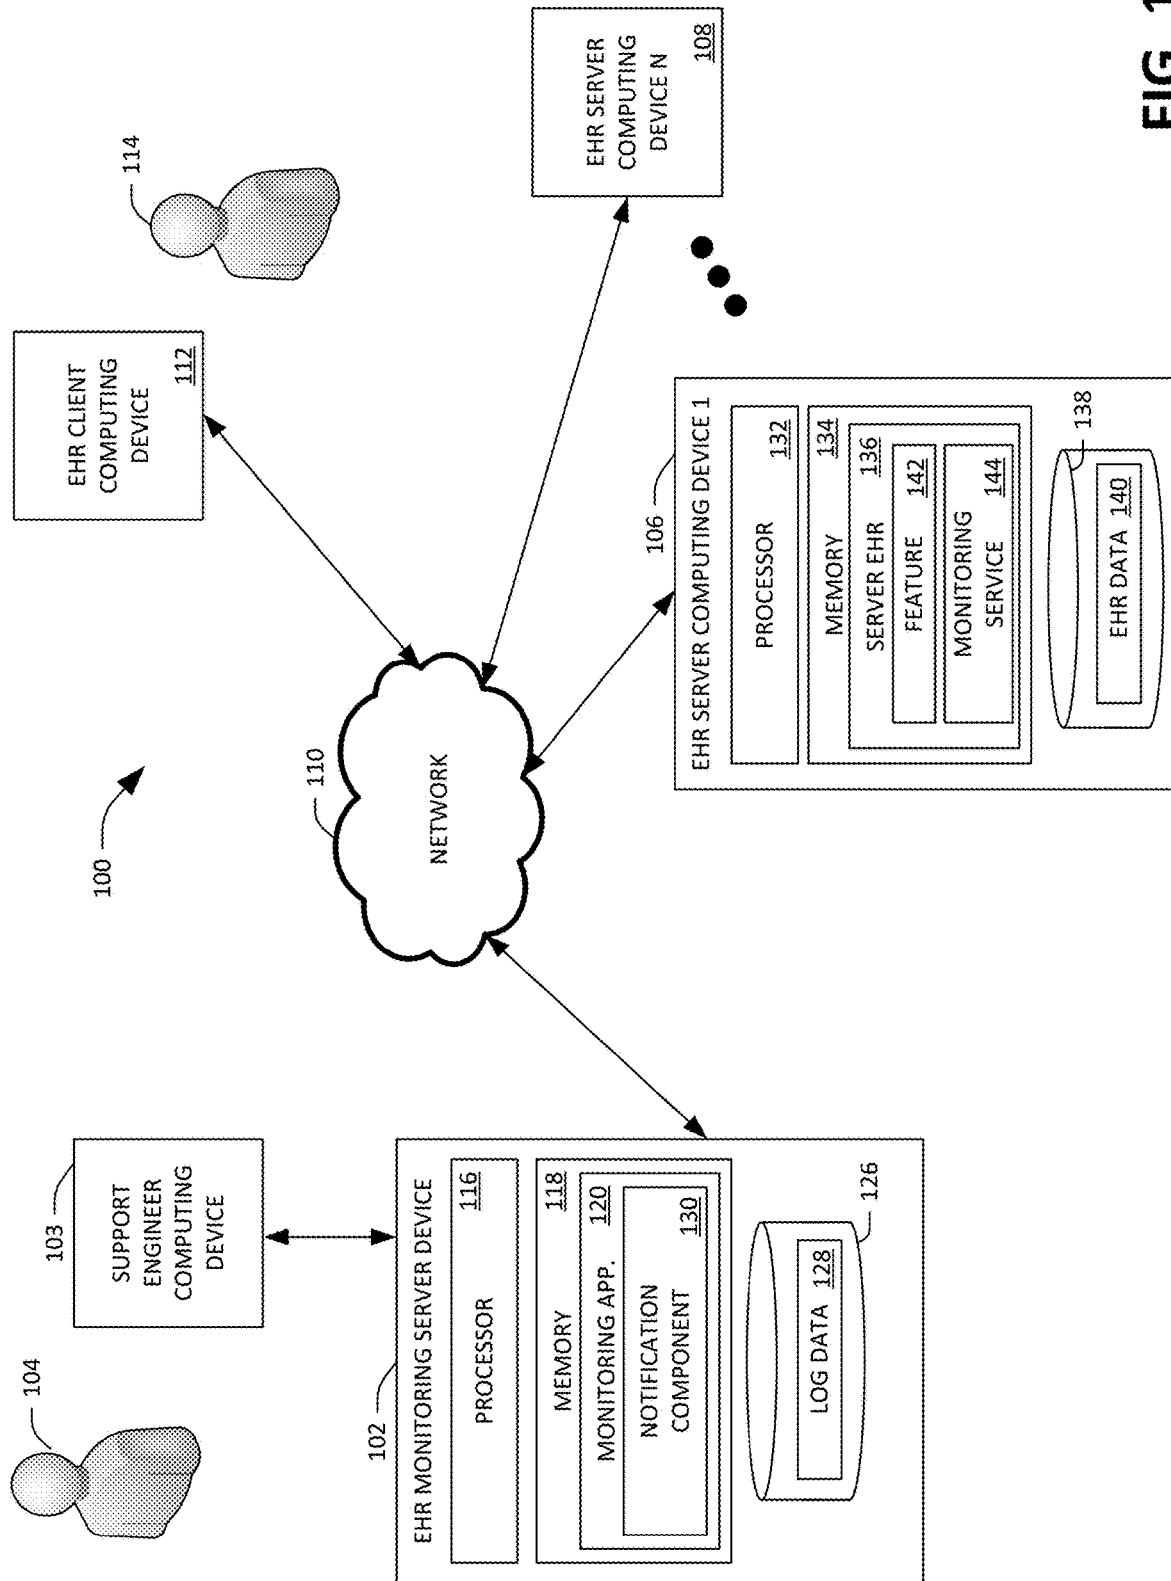 100
104
103
SUPPORT
ENGINEER
COMPUTING
DEVICE
102
EHR MONITORING SERVER DEVICE
PROCESSOR 116
MEMORY 118
MONITORING APP. 120
NOTIFICATION 130
COMPONENT
126
LOG DATA 128
110
NETWORK
EHR CLIENT
COMPUTING
DEVICE
112
114
EHR SERVER
COMPUTING
DEVICE N
108
106
EHR SERVER COMPUTING DEVICE 1
PROCESSOR 132
MEMORY 134
SERVER EHR 136
FEATURE 142
MONITORING
SERVICE 144
138
EHR DATA 140
FIG. 1